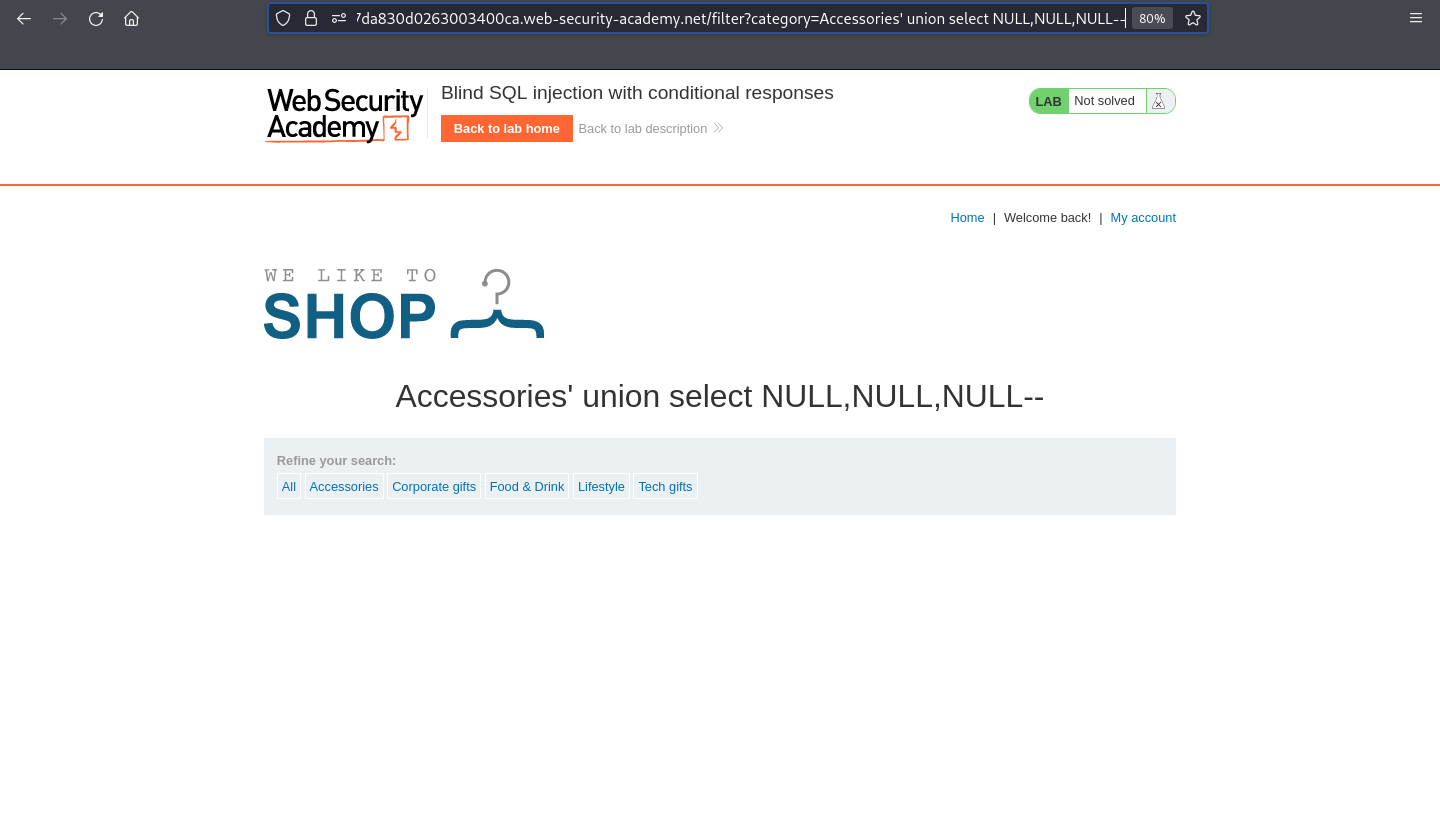 7da830d0263003400ca.web-security-academy.net/filter?category=Accessories' union select NULL,NULL,NULL--
80%
Web Security
Academy
Blind SQL injection with conditional responses
Back to lab home
Back to lab description
LAB
Not solved
Home | Welcome back! | My account
WE LIKE TO
SHOP
Accessories' union select NULL,NULL,NULL--
Refine your search:
All
Accessories
Corporate gifts
Food & Drink
Lifestyle
Tech gifts